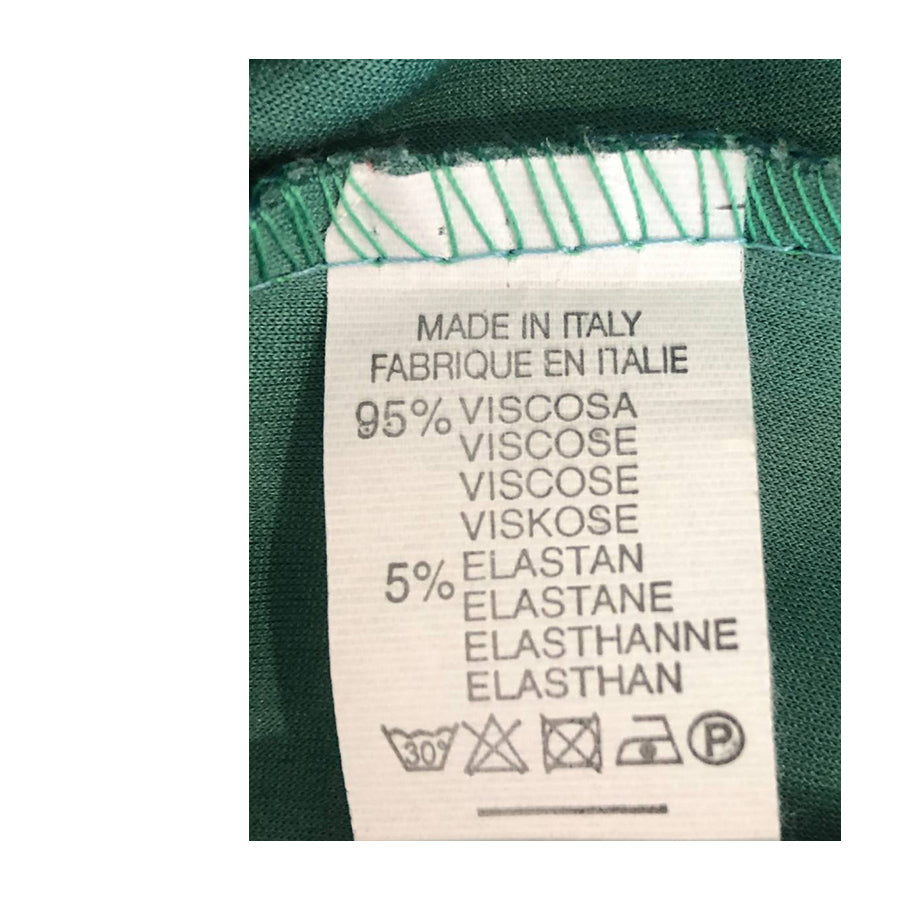 MADE IN ITALY
FABRIQUE EN ITALIE
95% VISCOSA
VISCOSE
VISCOSE
VISKOSE
5% ELASTAN
ELASTANE
ELASTHANNE
ELASTHAN
30° P